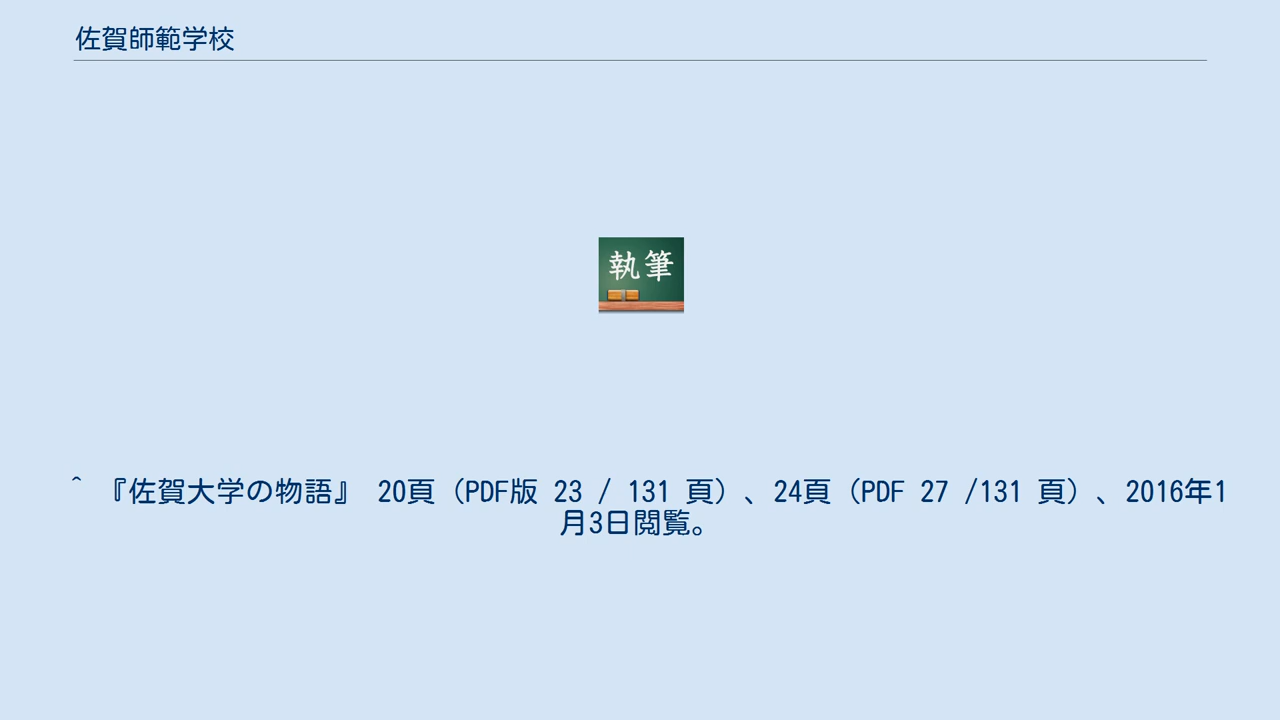 佐賀師範学校
執筆
^ 『佐賀大学の物語』 20頁（PDF版 23 / 131 頁）、24頁（PDF 27 /131 頁）、2016年1
月3日閲覧。